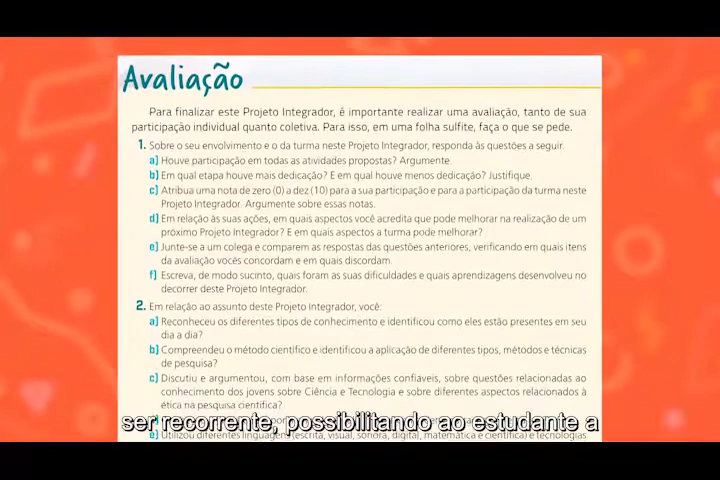 Avaliação
Para finalizar este Projeto Integrador, é importante realizar uma avaliação, tanto de sua
participação individual quanto coletiva. Para isso, em uma folha sulfite, faça o que se pede.
1. Sobre o seu envolvimento e o da turma neste Projeto Integrador, responda às questões a seguir.
a) Houve participação em todas as atividades propostas? Argumente.
b) Em qual etapa houve mais dedicação? E em qual houve menos dedicação? Justifique.
c) Atribua uma nota de zero (0) a dez (10) para a sua participação e para a participação da turma neste
Projeto Integrador. Argumente sobre essas notas.
d) Em relação às suas ações, em quais aspectos você acredita que pode melhorar na realização de um
próximo Projeto Integrador? E em quais aspectos a turma pode melhorar?
e) Junte-se a um colega e comparem as respostas das questões anteriores, verificando em quais itens
da avaliação vocês concordam e em quais discordam.
f) Escreva, de modo sucinto, quais foram as suas dificuldades e quais aprendizagens desenvolveu no
decorrer deste Projeto Integrador.
2. Em relação ao assunto deste Projeto Integrador, você:
a) Reconheceu os diferentes tipos de conhecimento e identificou como eles estão presentes em seu
dia a dia?
b) Compreendeu o método científico e identificou a aplicação de diferentes tipos, métodos e técnicas
de pesquisa?
c) Discutiu e argumentou, com base em informações confiáveis, sobre questões relacionadas ao
conhecimento dos jovens sobre Ciência e Tecnologia e sobre diferentes aspectos relacionados à
ética na pesquisa científica?
ser recorrente, possibilitando ao estudante a
e) Utilizou diferentes linguagens (escrita, visual, sonora, digital, matemática e científica) e tecnologias